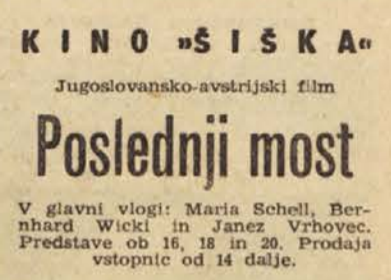 KINO »ŠIŠKA«
Jugoslovansko-avstrijski film
Poslednji most
V glavni vlogi: Maria Schell, Ber-
nhard Wicki in Janez Vrhovec.
Predstave ob 16, 18 in 20. Prodaja
vstopnic od 14 dalje.